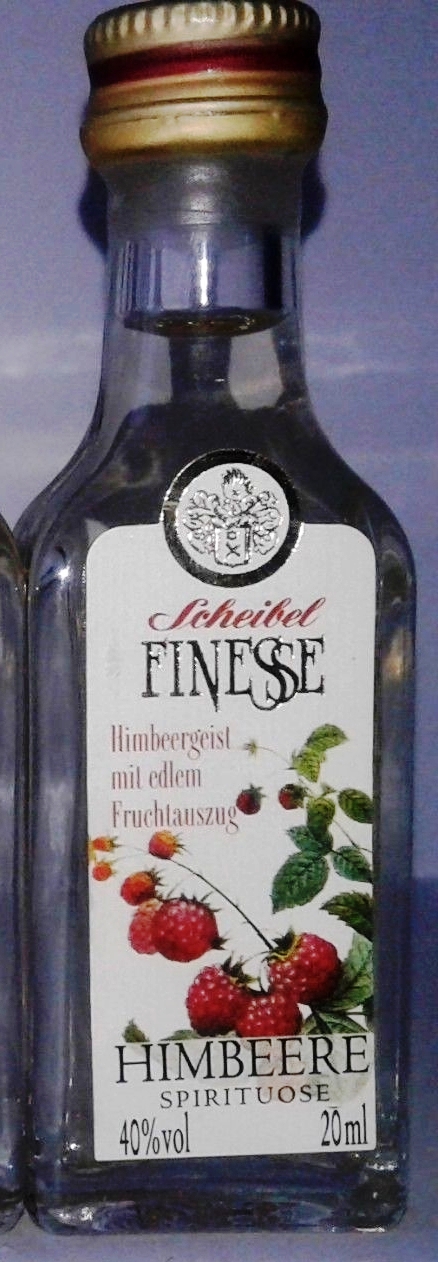 Scheibel
FINESSE
Himbeergeist
mit edlem
Fruchtauszug
HIMBEERE
SPIRITUOSE
40%vol 20ml